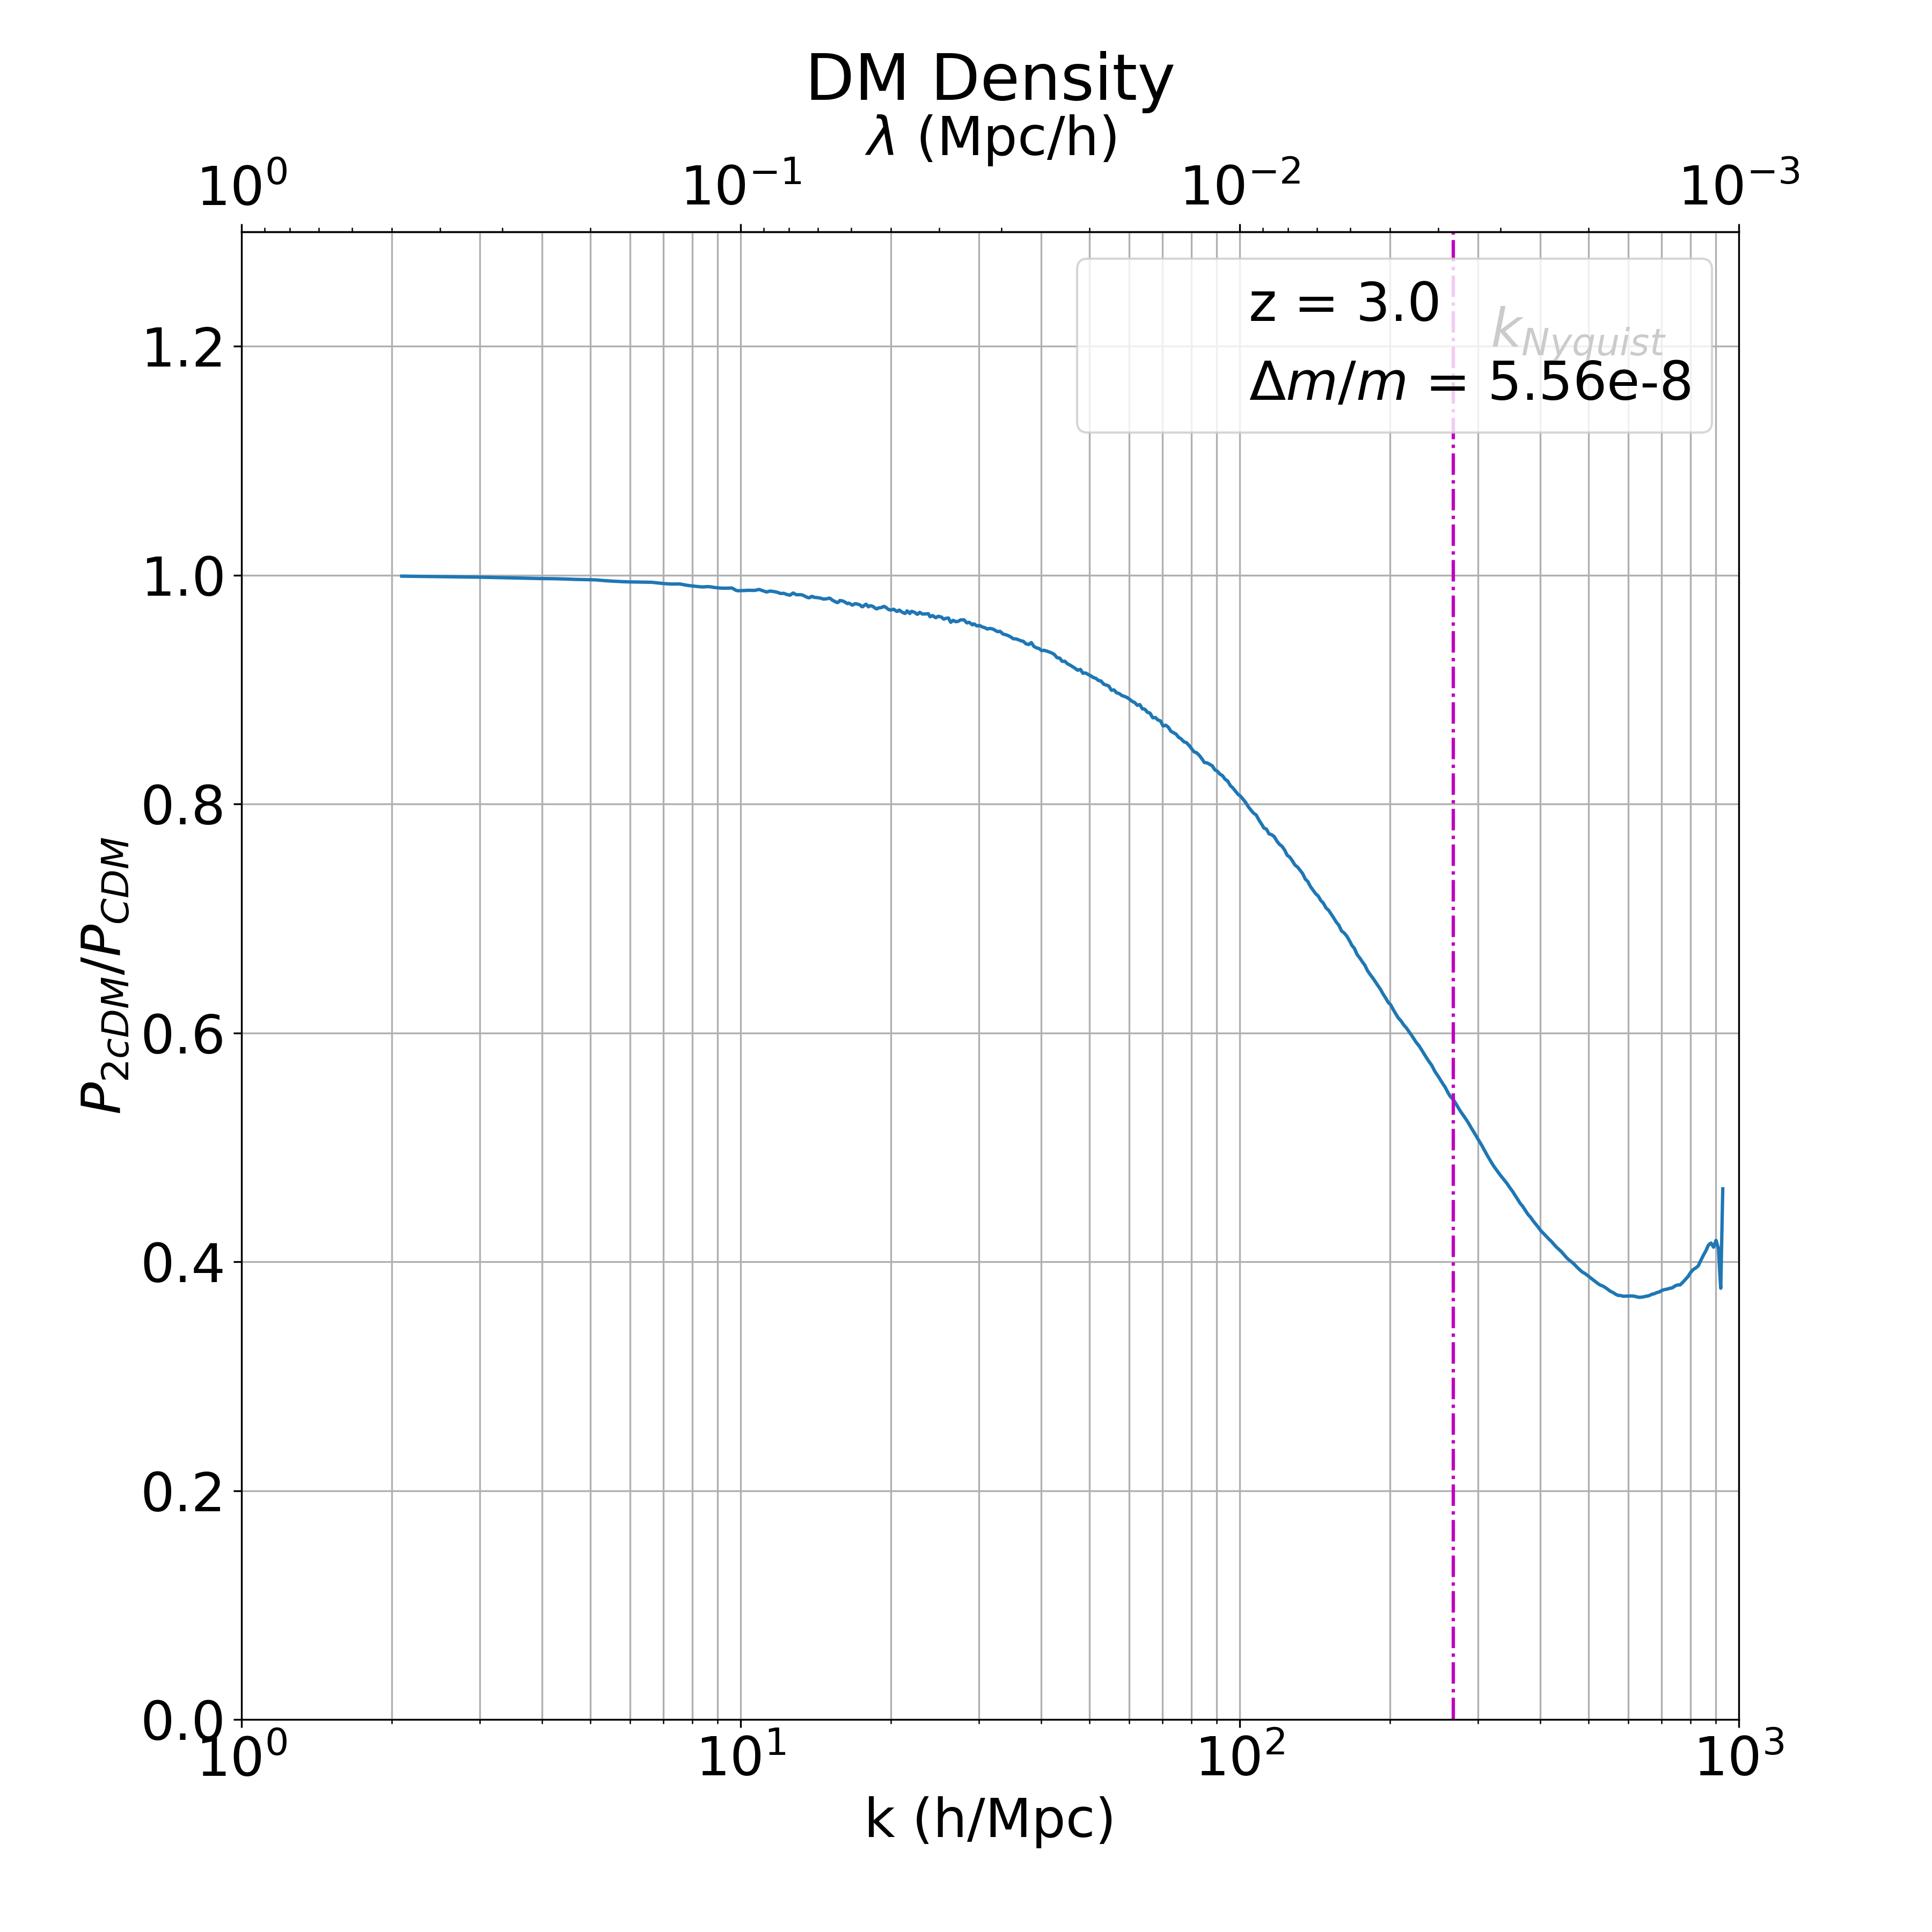 DM Density
λ (Mpc/h)
10⁰ 10⁻¹ 10⁻² 10⁻³
z = 3.0
k_Nyquist
Δm/m = 5.56e-8
1.2
1.0
0.8
0.6
0.4
0.2
0.0
P_2cDM/P_CDM
10⁰ 10¹ 10² 10³
k (h/Mpc)